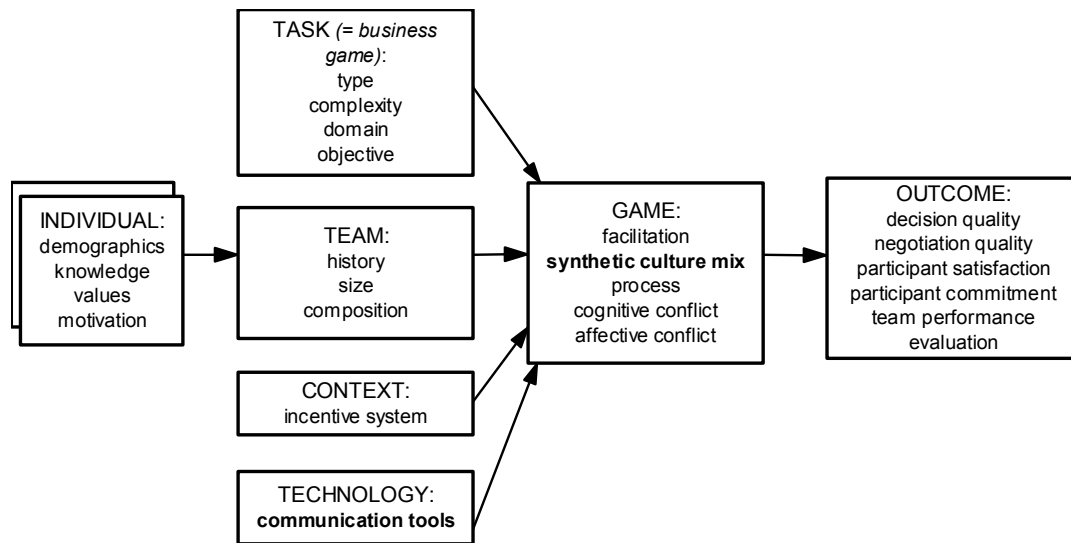 TASK (= business
game):
type
complexity
domain
objective
INDIVIDUAL:
demographics
knowledge
values
motivation
TEAM:
history
size
composition
CONTEXT:
incentive system
TECHNOLOGY:
communication tools
GAME:
facilitation
synthetic culture mix
process
cognitive conflict
affective conflict
OUTCOME:
decision quality
negotiation quality
participant satisfaction
participant commitment
team performance
evaluation